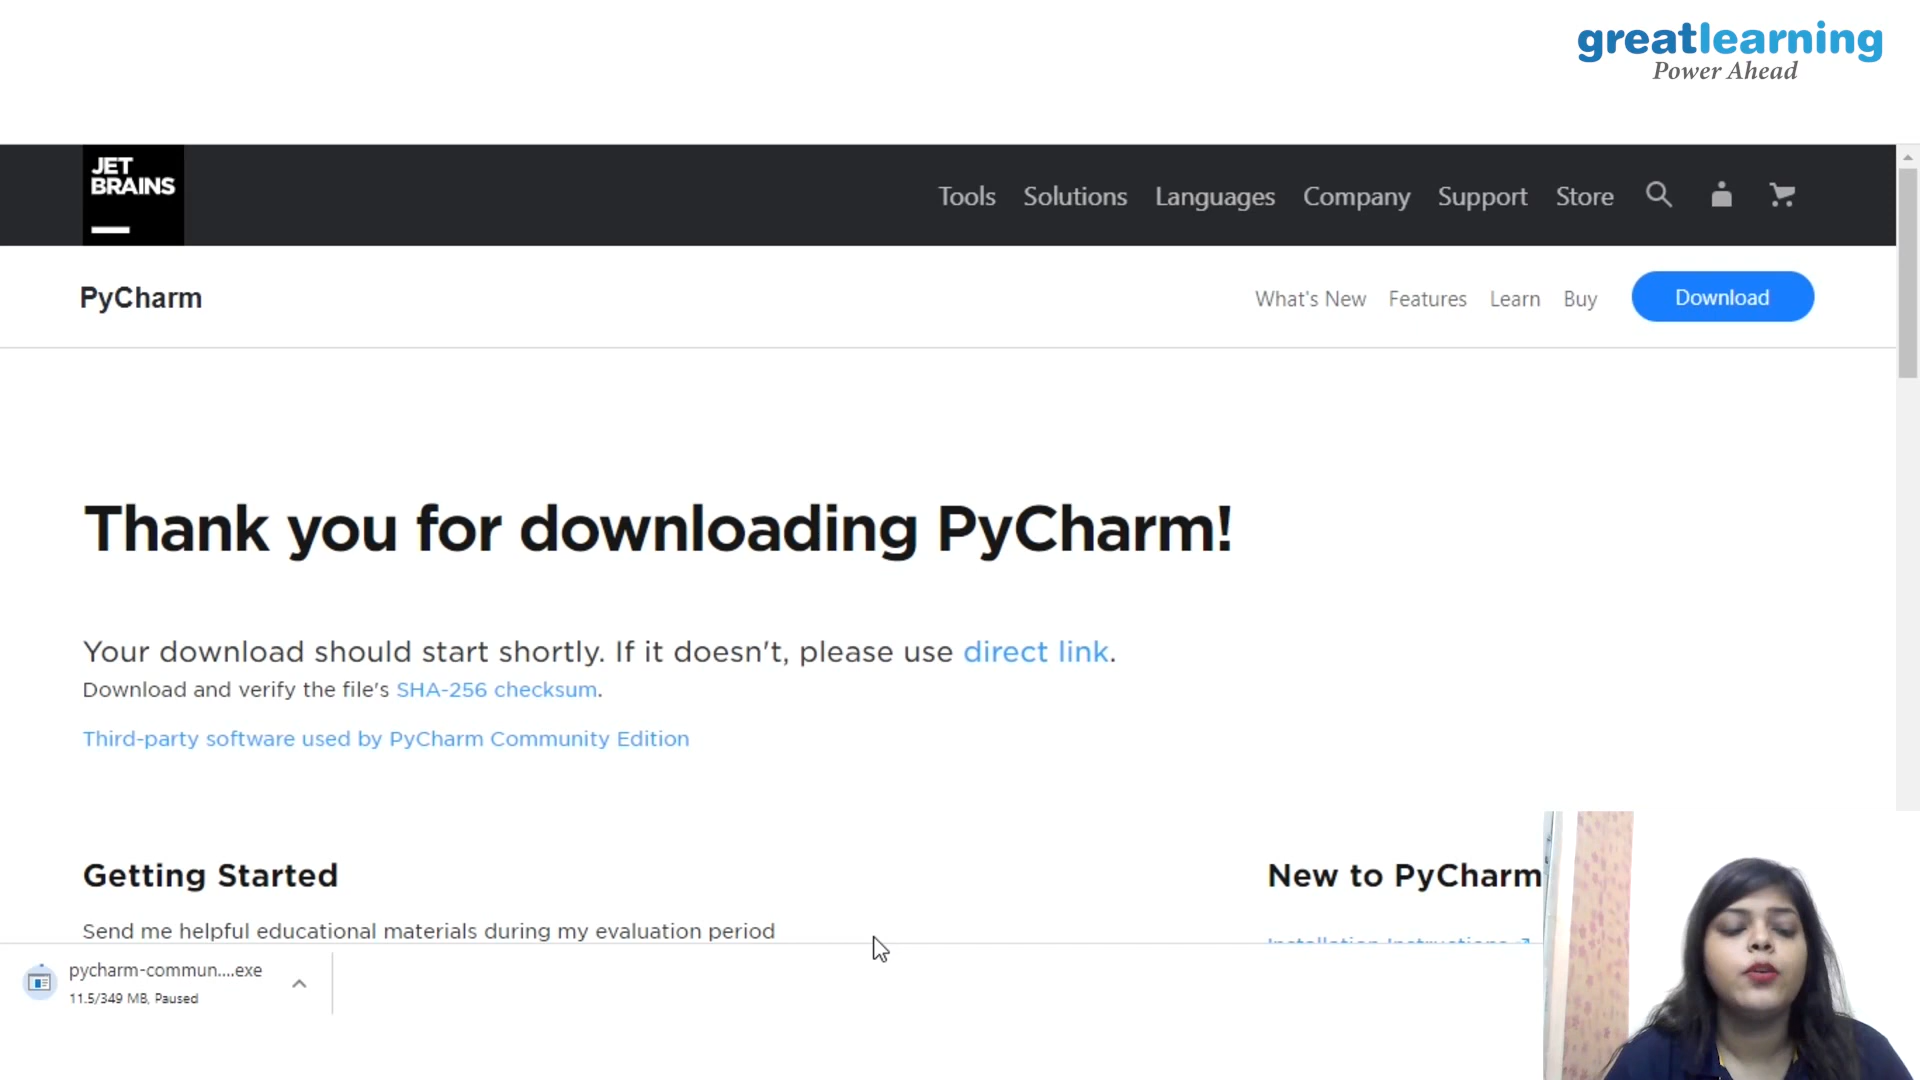 greatlearning
Power Ahead
JET
BRAINS
Tools Solutions Languages Company Support Store
PyCharm
What's New Features Learn Buy Download
Thank you for downloading PyCharm!
Your download should start shortly. If it doesn't, please use direct link.
Download and verify the file's SHA-256 checksum.
Third-party software used by PyCharm Community Edition
Getting Started
New to PyCharm
Send me helpful educational materials during my evaluation period
Installation Instructions
pycharm-commun....exe
11.5/349 MB, Paused